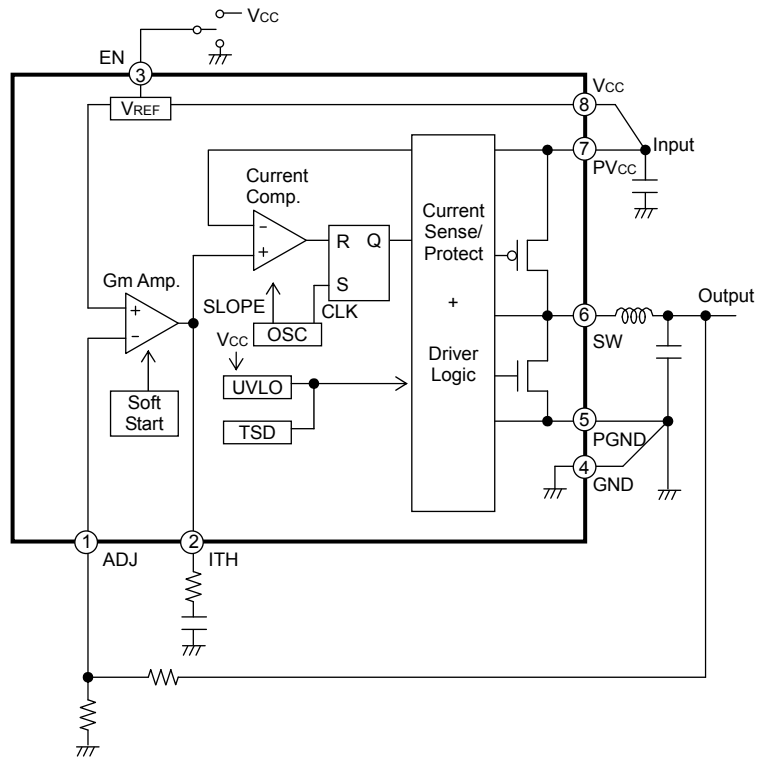 VCC
EN
3
VREF
VCC
8
7
Input
PVCC
Current
Comp.
-
+
R Q
S
Current
Sense/
Protect
+
Driver
Logic
Gm Amp.
+
-
SLOPE
OSC
CLK
VCC
UVLO
TSD
Soft
Start
6
SW
Output
5
PGND
4
GND
1
ADJ
2
ITH